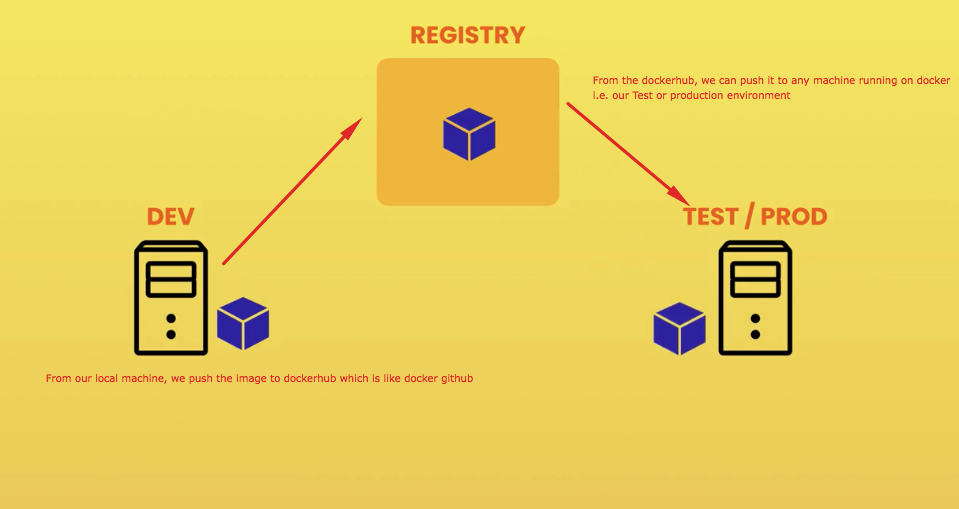 REGISTRY
From the dockerhub, we can push it to any machine running on docker
i.e. our Test or production environment
DEV
TEST / PROD
From our local machine, we push the image to dockerhub which is like docker github